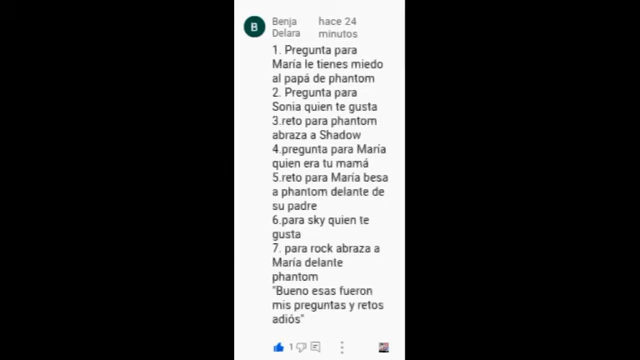 B
Benja Delara
hace 24 minutos
1. Pregunta para
María le tienes miedo
al papá de phantom
2. Pregunta para
Sonia quien te gusta
3.reto para phantom
abraza a Shadow
4.pregunta para María
quien era tu mamá
5.reto para María besa
a phantom delante de
su padre
6.para sky quien te
gusta
7. para rock abraza a
María delante
phantom
"Bueno esas fueron
mis preguntas y retos
adiós"
1